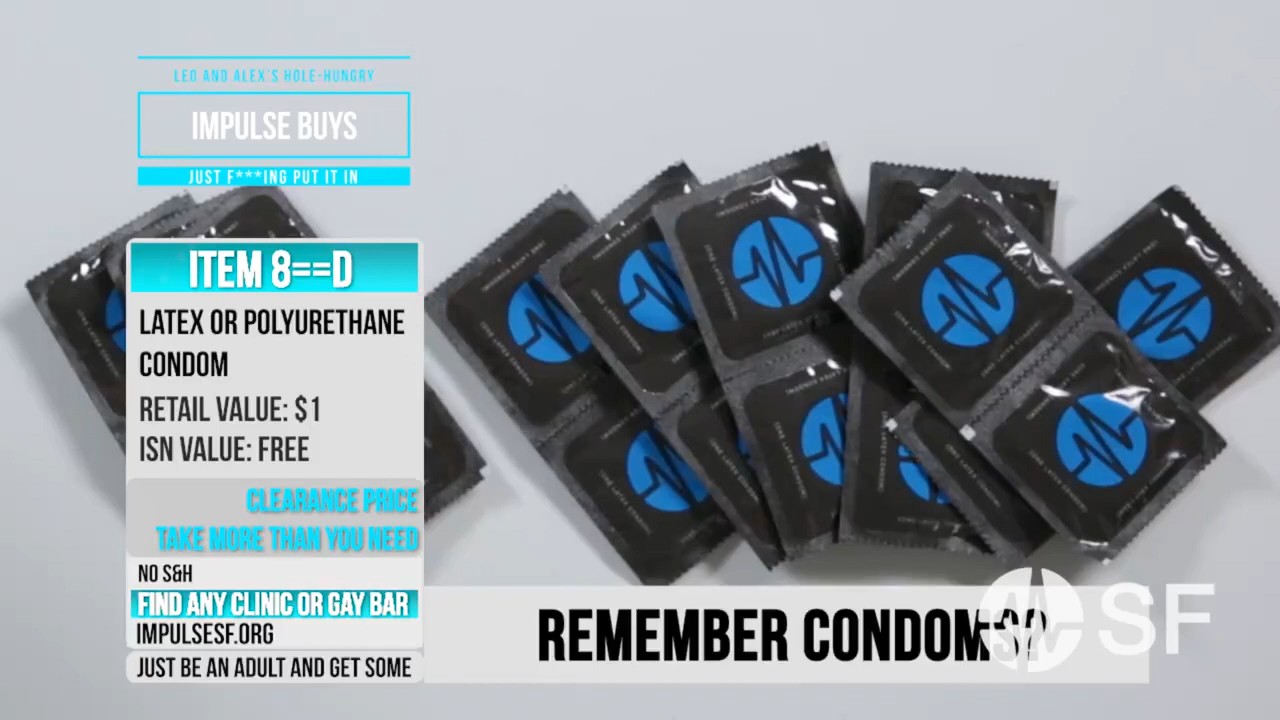 LEO AND ALEX'S HOLE-HUNGRY
IMPULSE BUYS
JUST F***ING PUT IT IN
ITEM 8==D
LATEX OR POLYURETHANE
CONDOM
RETAIL VALUE: $1
ISN VALUE: FREE
CLEARANCE PRICE
TAKE MORE THAN YOU NEED
NO S&H
FIND ANY CLINIC OR GAY BAR
IMPULSESF.ORG
JUST BE AN ADULT AND GET SOME
REMEMBER CONDOMS?
SF